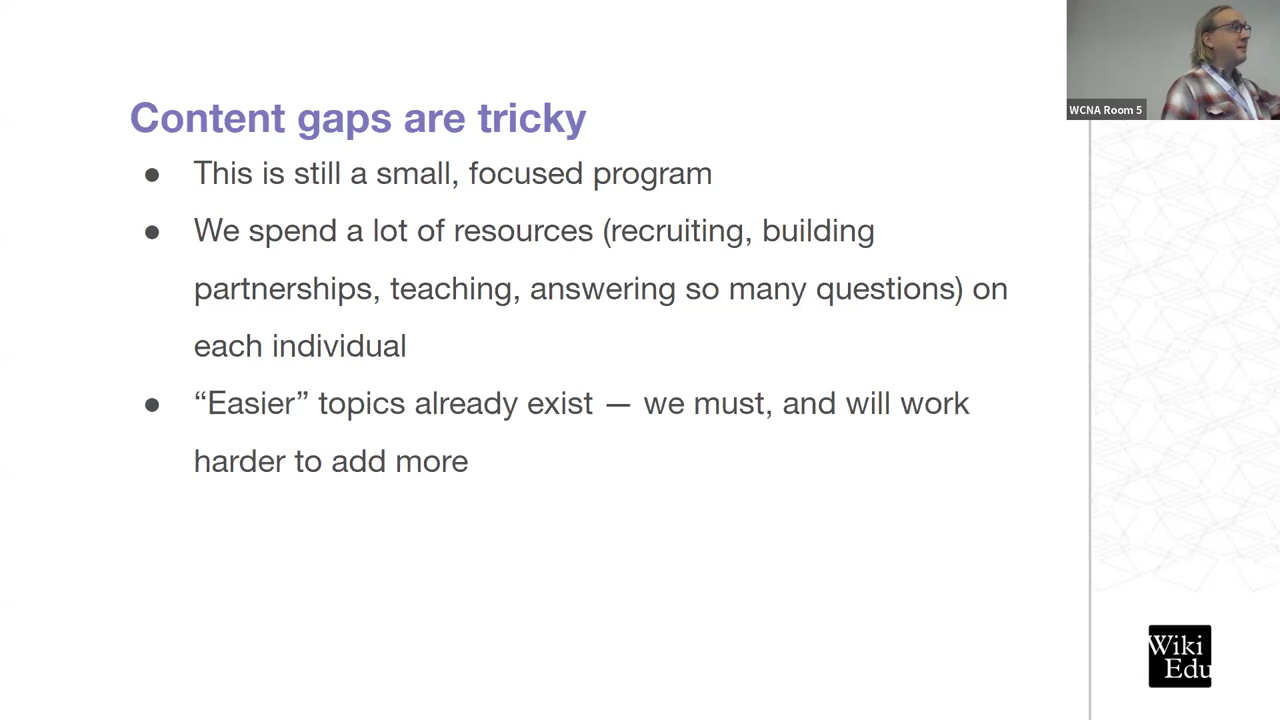 Content gaps are tricky
● This is still a small, focused program
● We spend a lot of resources (recruiting, building
partnerships, teaching, answering so many questions) on
each individual
● “Easier” topics already exist — we must, and will work
harder to add more
WCNA Room 5
Wiki
Edu